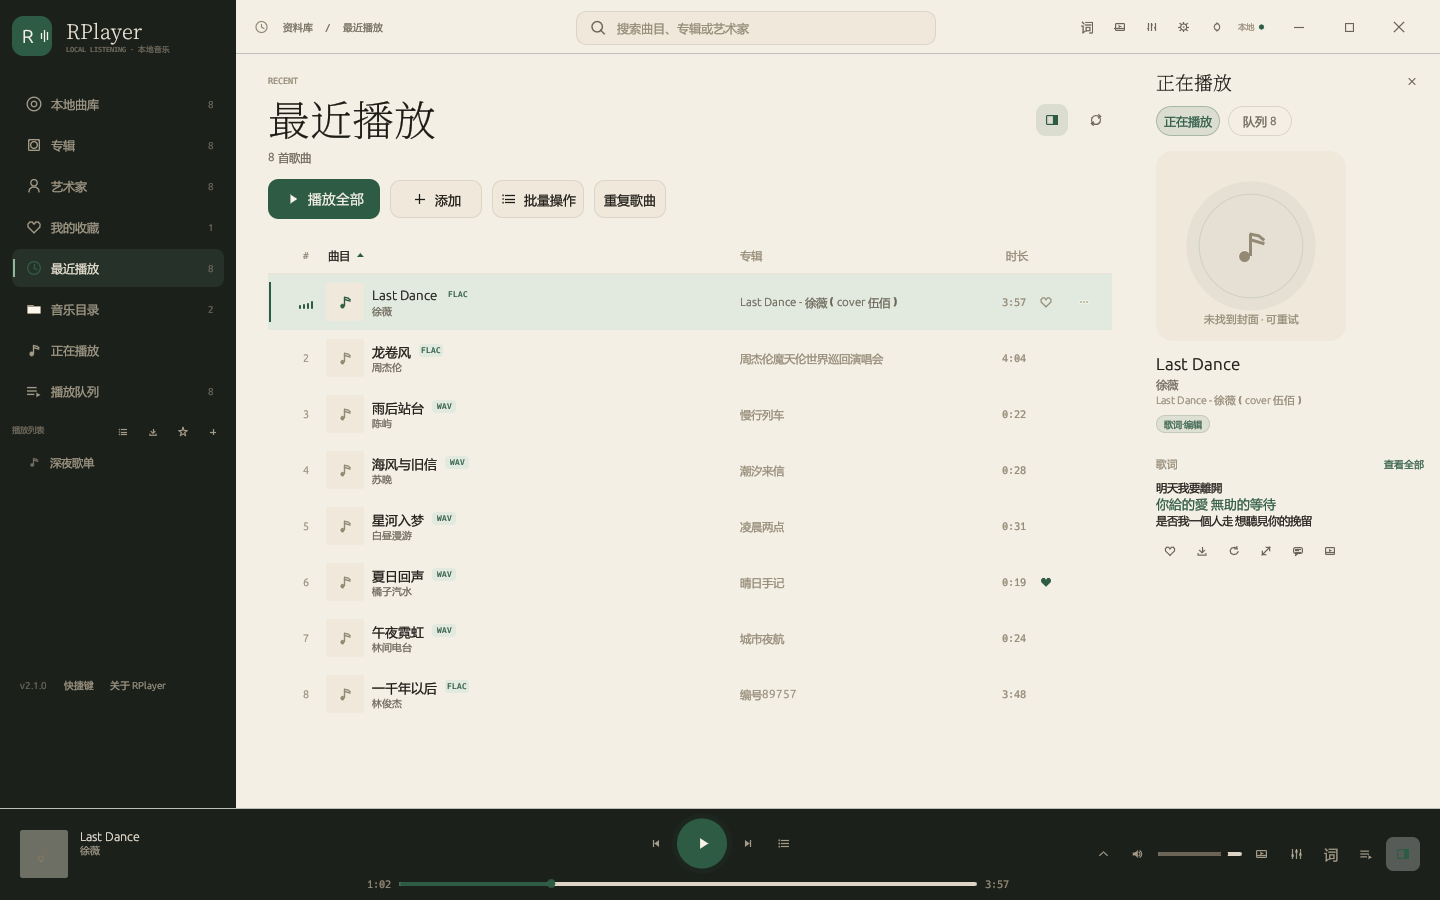 R
RPlayer
LOCAL LISTENING · 本地音乐
本地曲库 8
专辑 8
艺术家 8
我的收藏 1
最近播放 8
音乐目录 2
正在播放
播放队列 8
播放列表
深夜歌单
v2.1.0 快捷键 关于 RPlayer
资料库 / 最近播放
搜索曲目、专辑或艺术家
词 本地
RECENT
最近播放
8 首歌曲
播放全部 添加 批量操作 重复歌曲
# 曲目 专辑 时长
Last Dance FLAC
徐薇
Last Dance - 徐薇 ( cover 伍佰 )
3:57
2 龙卷风 FLAC
周杰伦
周杰伦魔天伦世界巡回演唱会
4:04
3 雨后站台 WAV
陈屿
慢行列车
0:22
4 海风与旧信 WAV
苏晚
潮汐来信
0:28
5 星河入梦 WAV
白昼漫游
凌晨两点
0:31
6 夏日回声 WAV
橘子汽水
晴日手记
0:19
7 午夜霓虹 WAV
林间电台
城市夜航
0:24
8 一千年以后 FLAC
林俊杰
编号89757
3:48
正在播放
正在播放 队列 8
未找到封面 · 可重试
Last Dance
徐薇
Last Dance - 徐薇 ( cover 伍佰 )
歌词·编辑
歌词 查看全部
明天我要離開
你給的愛 無助的等待
是否我一個人走 想聽見你的挽留
Last Dance
徐薇
1:02 3:57
词